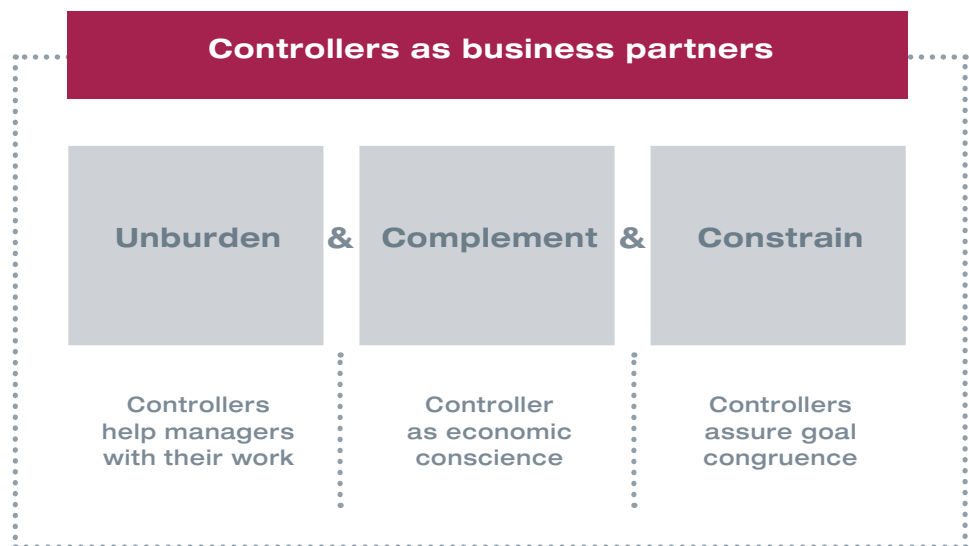 Controllers as business partners
Unburden & Complement & Constrain
Controllers
help managers
with their work
Controller
as economic
conscience
Controllers
assure goal
congruence